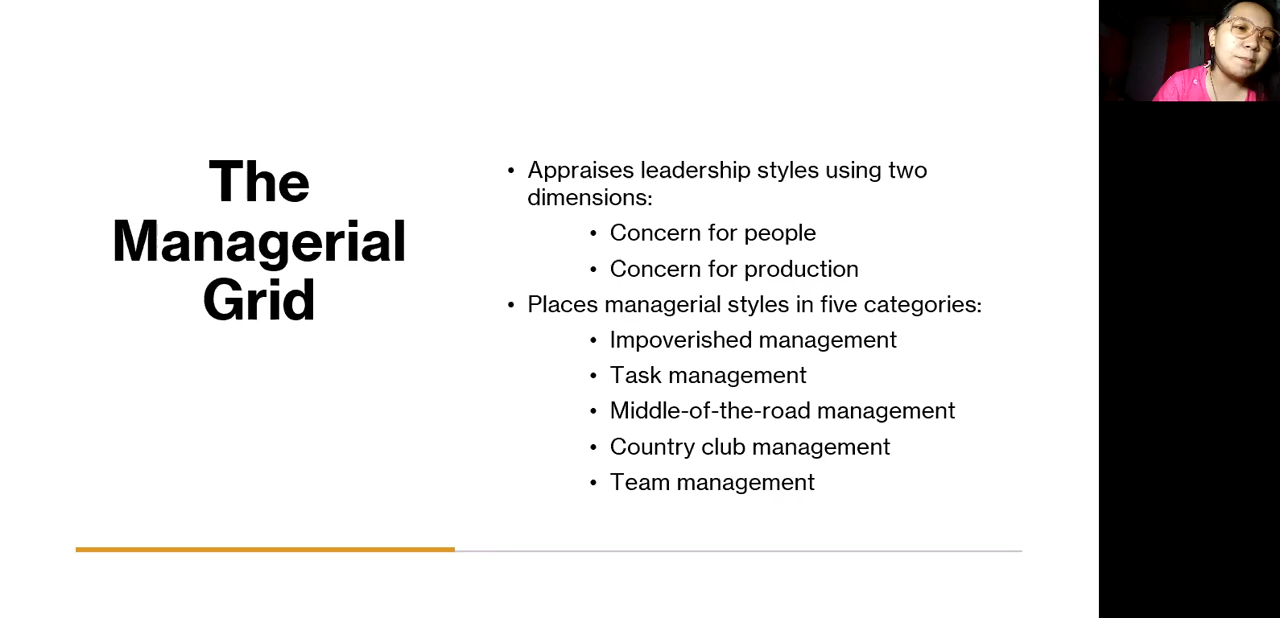 The
Managerial
Grid
• Appraises leadership styles using two
dimensions:
• Concern for people
• Concern for production
• Places managerial styles in five categories:
• Impoverished management
• Task management
• Middle-of-the-road management
• Country club management
• Team management